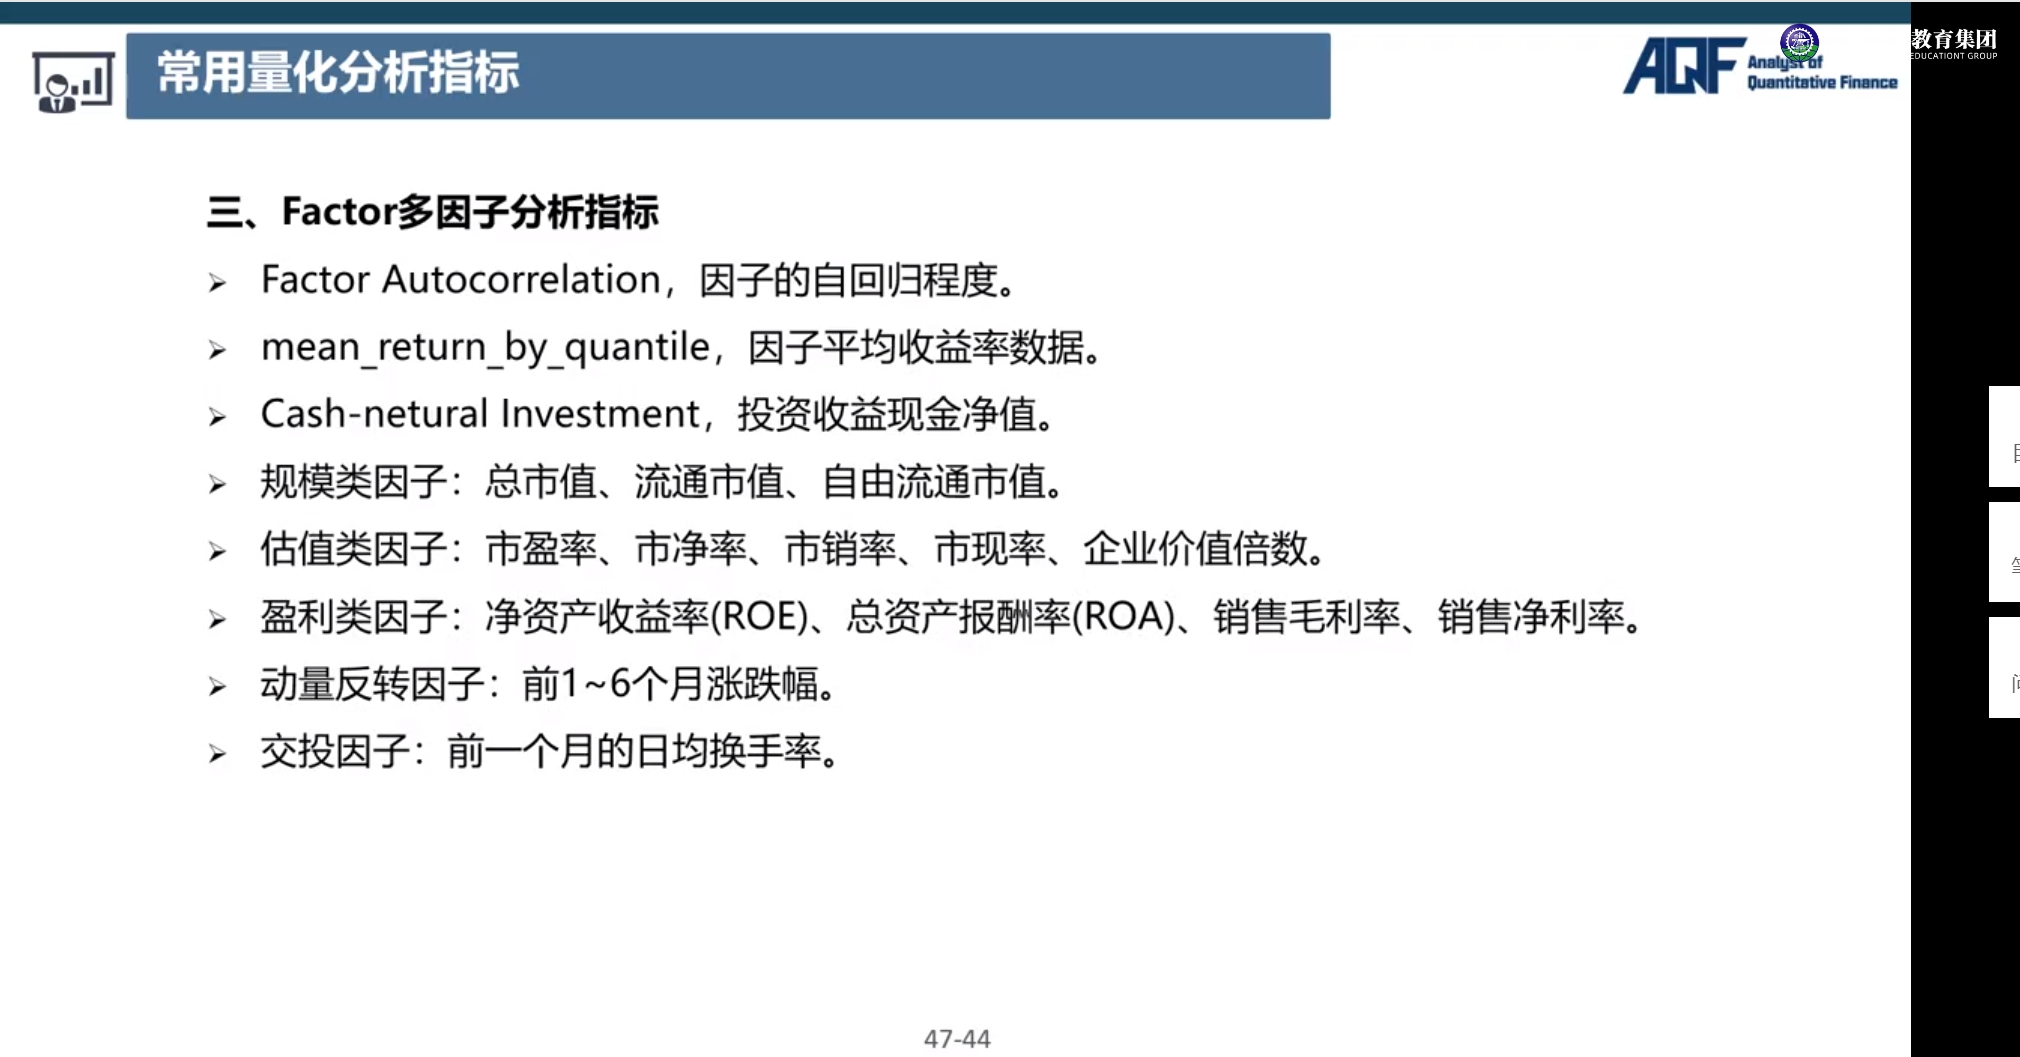 常用量化分析指标
AQF
Analyst of
Quantitative Finance
教育集团
EDUCATIONT GROUP
三、Factor多因子分析指标
➢ Factor Autocorrelation，因子的自回归程度。
➢ mean_return_by_quantile，因子平均收益率数据。
➢ Cash-netural Investment，投资收益现金净值。
➢ 规模类因子：总市值、流通市值、自由流通市值。
➢ 估值类因子：市盈率、市净率、市销率、市现率、企业价值倍数。
➢ 盈利类因子：净资产收益率(ROE)、总资产报酬率(ROA)、销售毛利率、销售净利率。
➢ 动量反转因子：前1~6个月涨跌幅。
➢ 交投因子：前一个月的日均换手率。
47-44